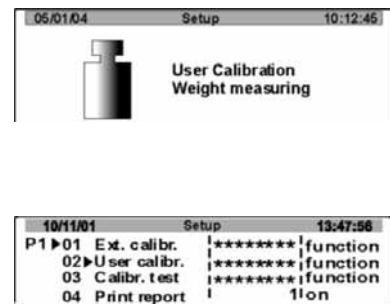 05/01/04 Setup 10:12:45
User Calibration
Weight measuring
10/11/01 Setup 13:47:56
P1▶01 Ext. calibr. |********|function
02▶User calibr. |********|function
03 Calibr. test |********|function
04 Print report | 1|on